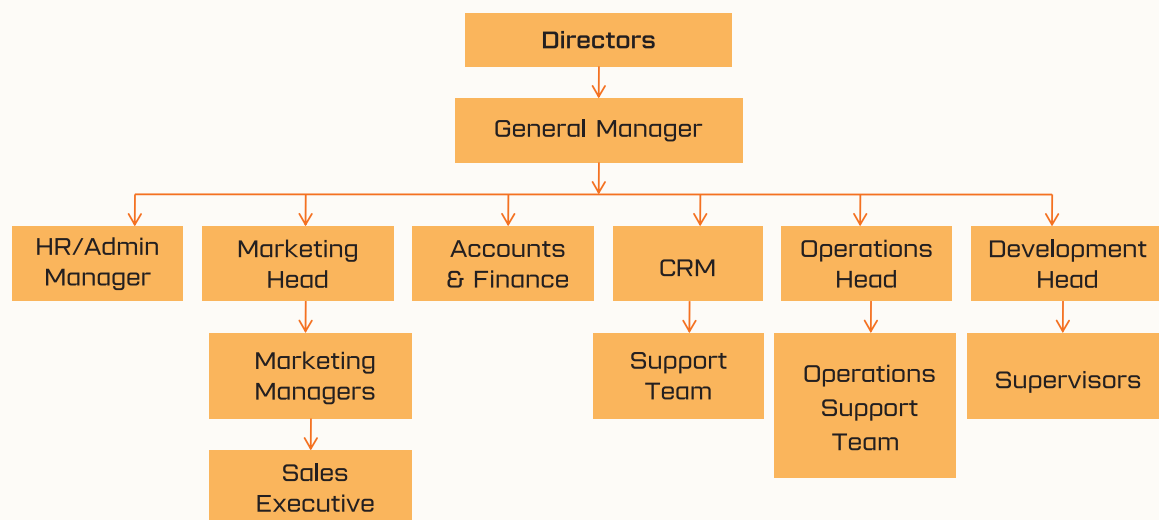 Directors
General Manager
HR/Admin
Manager
Marketing
Head
Accounts
& Finance
CRM
Operations
Head
Development
Head
Marketing
Managers
Support
Team
Operations
Support
Team
Supervisors
Sales
Executive